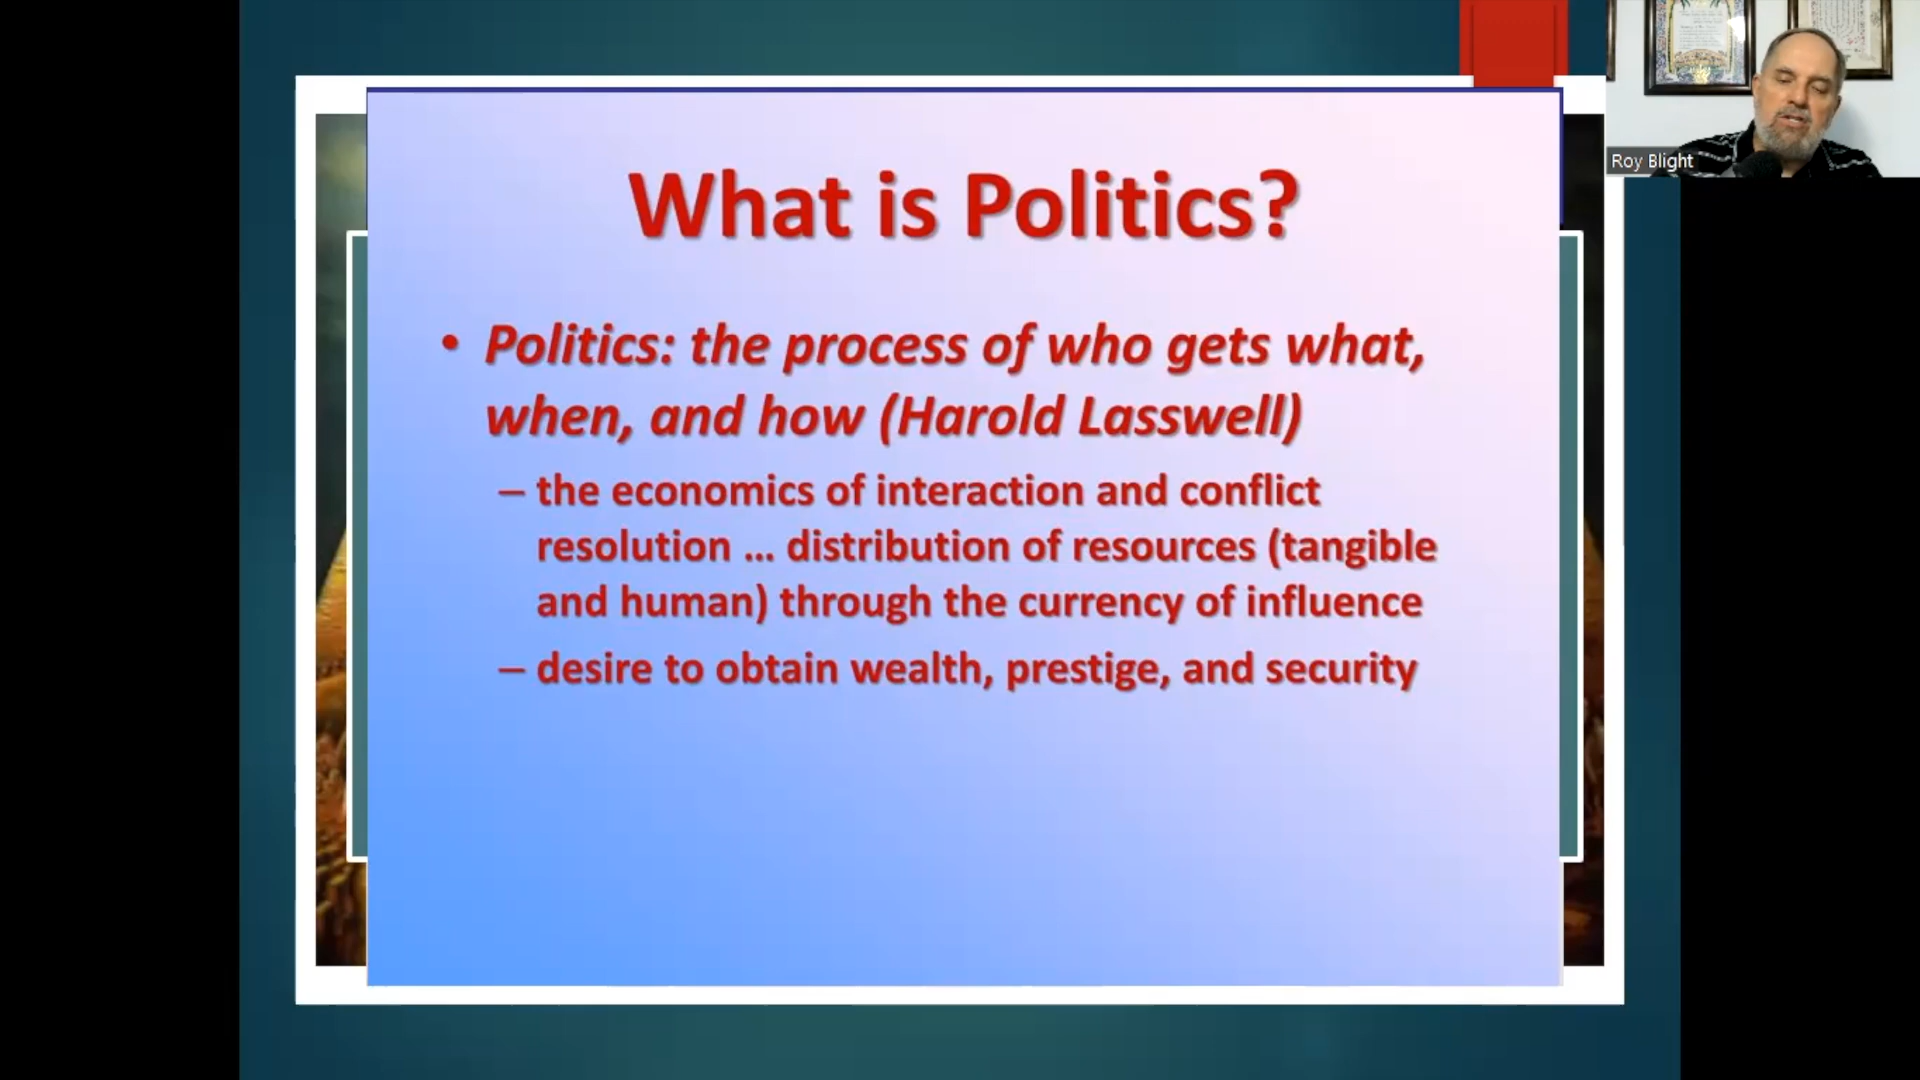 What is Politics?
• Politics: the process of who gets what,
when, and how (Harold Lasswell)
– the economics of interaction and conflict
resolution ... distribution of resources (tangible
and human) through the currency of influence
– desire to obtain wealth, prestige, and security
Roy Blight